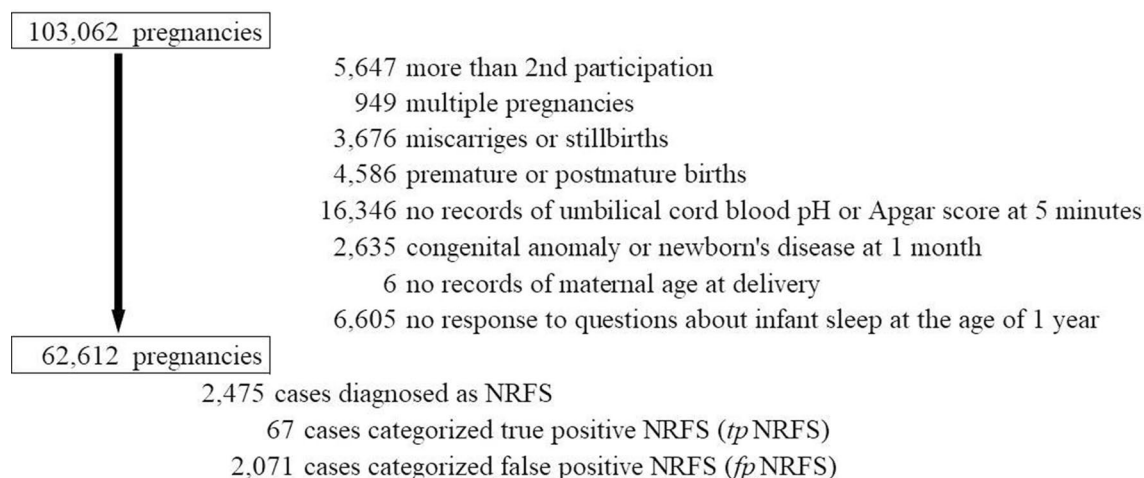 103,062 pregnancies
5,647 more than 2nd participation
949 multiple pregnancies
3,676 miscarriges or stillbirths
4,586 premature or postmature births
16,346 no records of umbilical cord blood pH or Apgar score at 5 minutes
2,635 congenital anomaly or newborn's disease at 1 month
6 no records of maternal age at delivery
6,605 no response to questions about infant sleep at the age of 1 year
62,612 pregnancies
2,475 cases diagnosed as NRFS
67 cases categorized true positive NRFS (tp NRFS)
2,071 cases categorized false positive NRFS (fp NRFS)